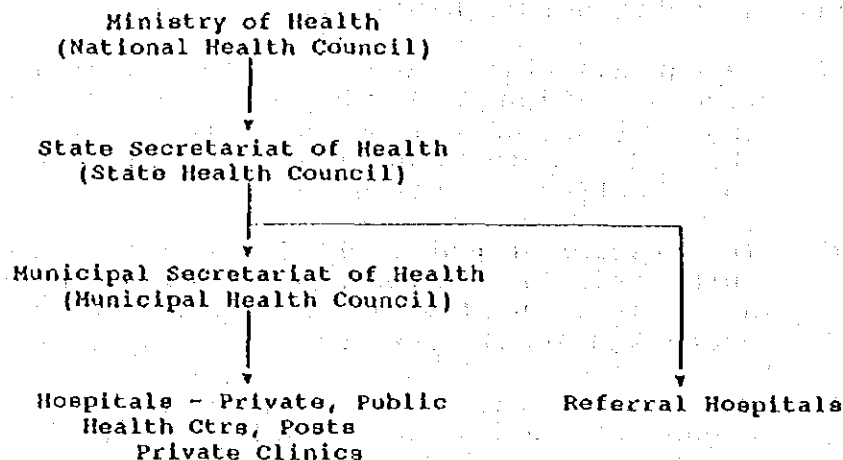 Ministry of Health
(National Health Council)
State Secretariat of Health
(State Health Council)
Municipal Secretariat of Health
(Municipal Health Council)
Hospitals - Private, Public
Health Ctrs, Posts
Private Clinics
Referral Hospitals